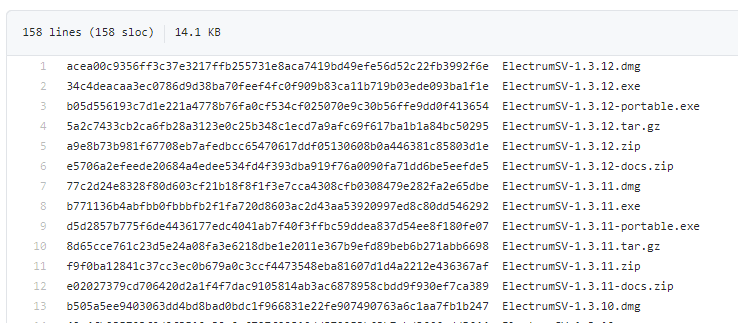 158 lines (158 sloc) 14.1 KB
1 acea00c9356ff3c37e3217ffb255731e8aca7419bd49efe56d52c22fb3992f6e ElectrumSV-1.3.12.dmg
2 34c4deacaa3ec0786d9d38ba70feef4fc0f909b83ca11b719b03ede093ba1f1e ElectrumSV-1.3.12.exe
3 b05d556193c7d1e221a4778b76fa0cf534cf025070e9c30b56ffe9dd0f413654 ElectrumSV-1.3.12-portable.exe
4 5a2c7433cb2ca6fb28a3123e0c25b348c1ecd7a9afc69f617ba1b1a84bc50295 ElectrumSV-1.3.12.tar.gz
5 a9e8b73b981f67708eb7afedbcc65470617ddf05130608b0a446381c85803d1e ElectrumSV-1.3.12.zip
6 e5706a2efeede20684a4edee534fd4f393dba919f76a0090fa71dd6be5eefde5 ElectrumSV-1.3.12-docs.zip
7 77c2d24e8328f80d603cf21b18f8f1f3e7cca4308cfb0308479e282fa2e65dbe ElectrumSV-1.3.11.dmg
8 b771136b4abfbb0fbbbfb2f1fa720d8603ac2d43aa53920997ed8c80dd546292 ElectrumSV-1.3.11.exe
9 d5d2857b775f6de4436177edc4041ab7f40f3ffbc59ddea837d54ee8f180fe07 ElectrumSV-1.3.11-portable.exe
10 8d65cce761c23d5e24a08fa3e6218dbe1e2011e367b9efd89beb6b271abb6698 ElectrumSV-1.3.11.tar.gz
11 f9f0ba12841c37cc3ec0b679a0c3ccf4473548eba81607d1d4a2212e436367af ElectrumSV-1.3.11.zip
12 e02027379cd706420d2a1f4f7dac9105814ab3ac6878958cbdd9f930ef7ca389 ElectrumSV-1.3.11-docs.zip
13 b505a5ee9403063dd4bd8bad0bdc1f966831e22fe907490763a6c1aa7fb1b247 ElectrumSV-1.3.10.dmg